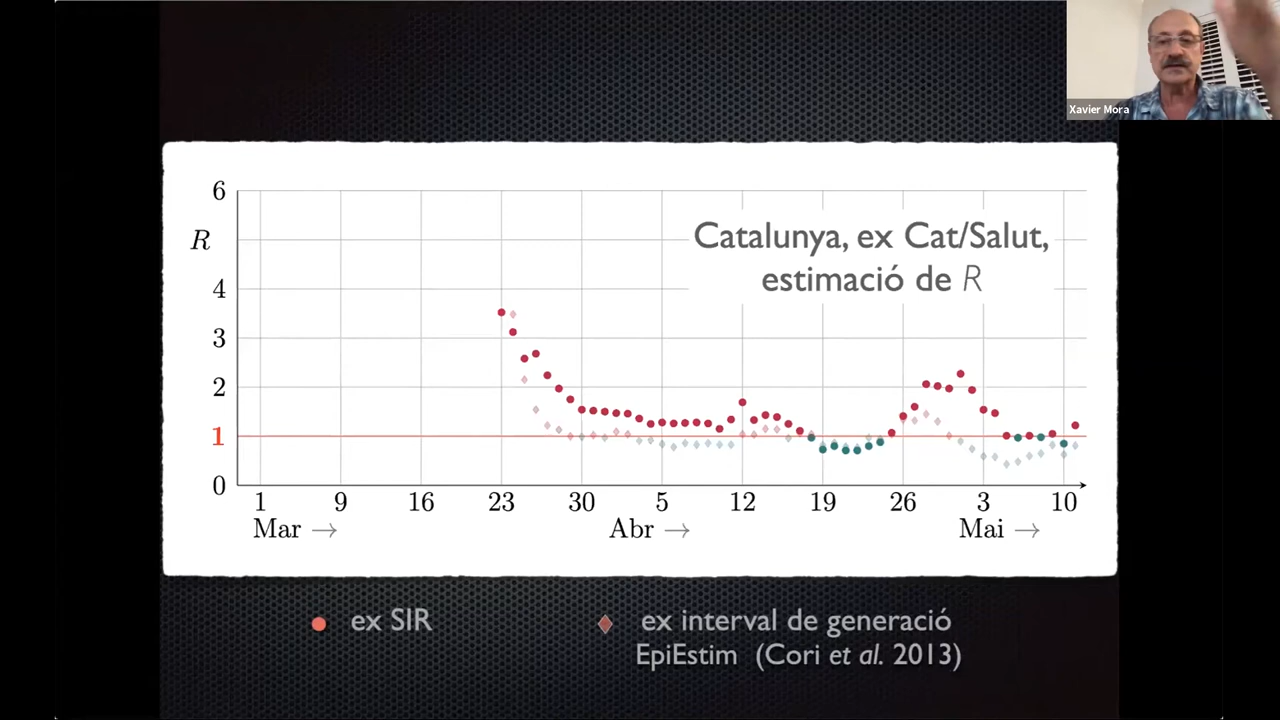 Xavier Mora
6
R
4
3
2
1
0
Catalunya, ex Cat/Salut,
estimació de R
1 9 16 23 30 5 12 19 26 3 10
Mar → Abr → Mai →
ex SIR
ex interval de generació
EpiEstim (Cori et al. 2013)